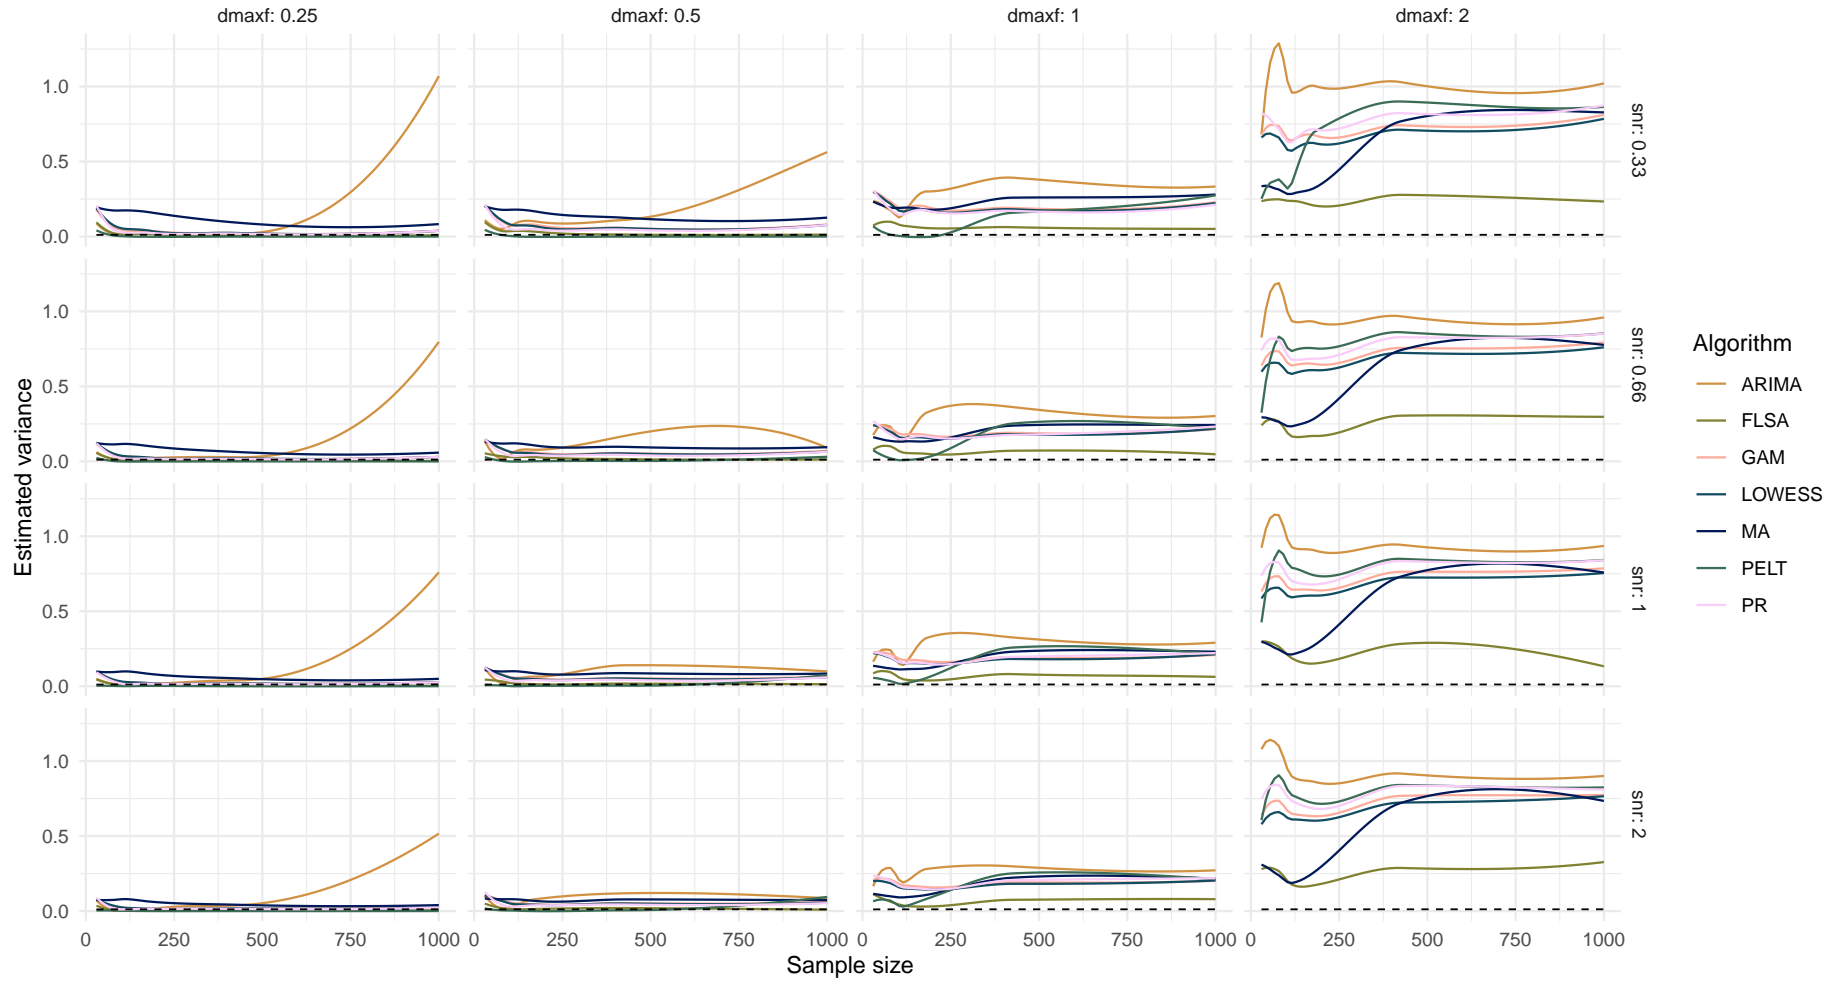 dmaxf: 0.25 dmaxf: 0.5 dmaxf: 1 dmaxf: 2
1.0
0.5
0.0
snr: 0.33
1.0
0.5
0.0
snr: 0.66
1.0
0.5
0.0
snr: 1
1.0
0.5
0.0
snr: 2
Estimated variance
0 250 500 750 1000 0 250 500 750 1000 0 250 500 750 1000 0 250 500 750 1000
Sample size
Algorithm
ARIMA
FLSA
GAM
LOWESS
MA
PELT
PR